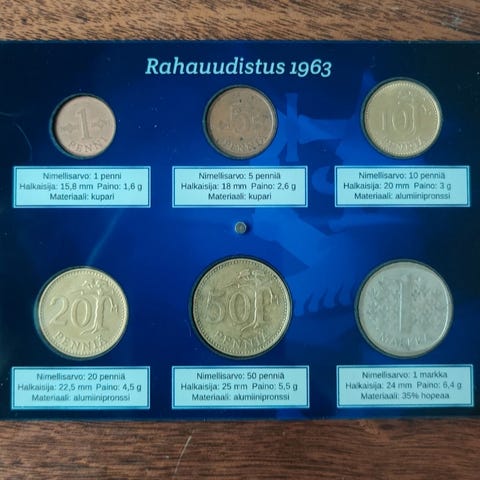 Rahauudistus 1963
1
PENNI
5
PENNIÄ
10
PENNIÄ
Nimellisarvo: 1 penni
Halkaisija: 15,8 mm Paino: 1,6 g
Materiaali: kupari
Nimellisarvo: 5 penniä
Halkaisija: 18 mm Paino: 2,6 g
Materiaali: kupari
Nimellisarvo: 10 penniä
Halkaisija: 20 mm Paino: 3 g
Materiaali: alumiinipronssi
20
PENNIÄ
50
PENNIÄ
1
MARKKA
Nimellisarvo: 20 penniä
Halkaisija: 22,5 mm Paino: 4,5 g
Materiaali: alumiinipronssi
Nimellisarvo: 50 penniä
Halkaisija: 25 mm Paino: 5,5 g
Materiaali: alumiinipronssi
Nimellisarvo: 1 markka
Halkaisija: 24 mm Paino: 6,4 g
Materiaali: 35% hopeaa